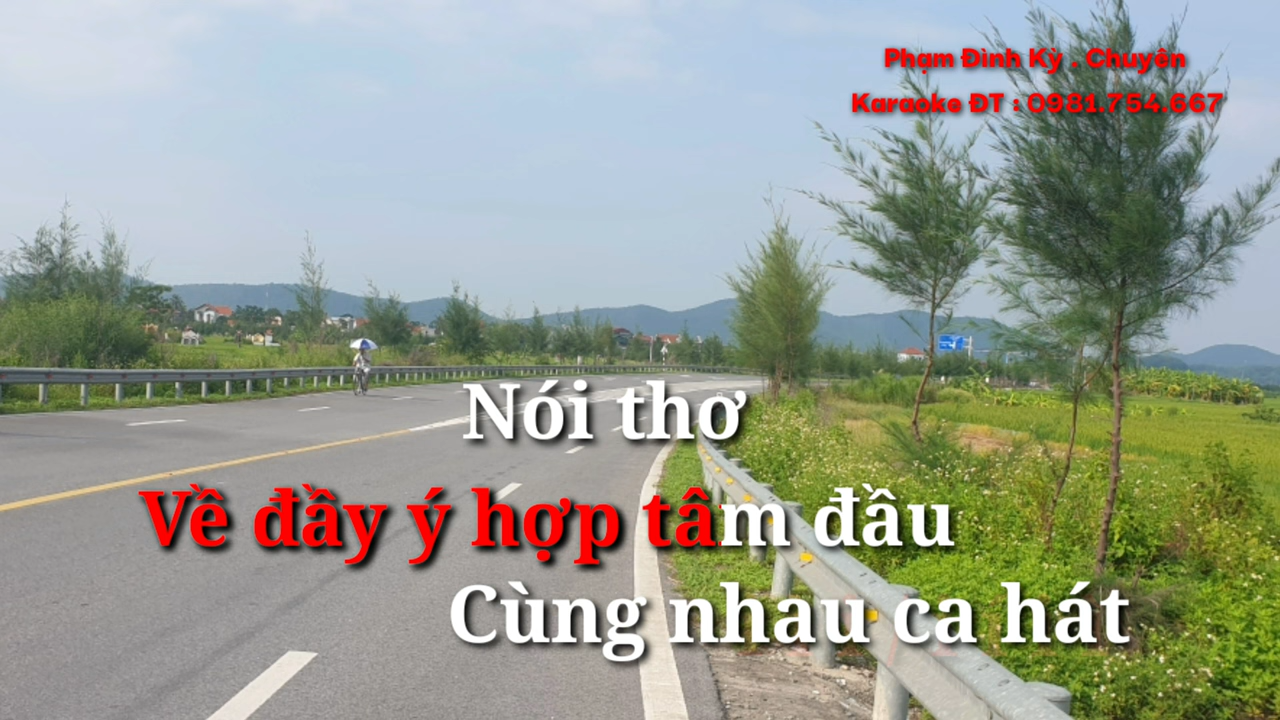 Phạm Đình Kỳ . Chuyên
Karaoke ĐT : 0981.754.667
Nói thơ
Về đầy ý hợp tâm đầu
Cùng nhau ca hát